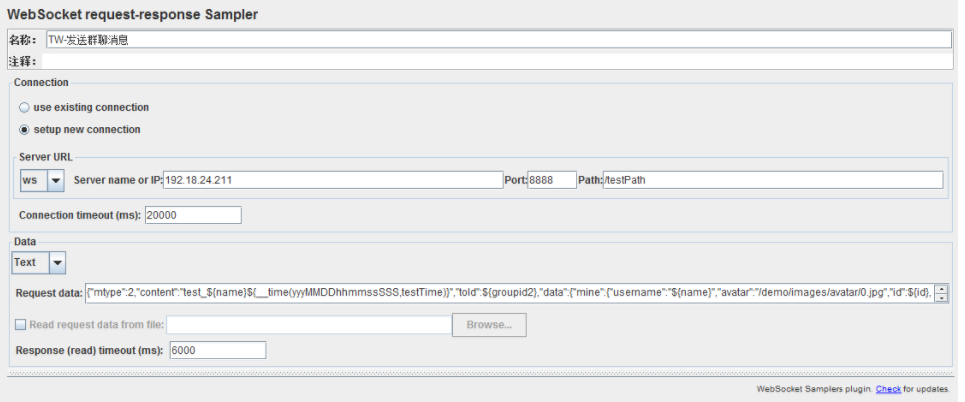 WebSocket request-response Sampler
名称： TW-发送群聊消息
注释：
Connection
use existing connection
setup new connection
Server URL
ws Server name or IP: 192.18.24.211 Port: 8888 Path: /testPath
Connection timeout (ms): 20000
Data
Text
Request data: {"mtype":2,"content":"test_${name}${__time(yyyMMDDhhmmssSSS,testTime)}","toId":${groupid2},"data":{"mine":{"username":"${name}","avatar":"/demo/images/avatar/0.jpg","id":${id},
Read request data from file: Browse...
Response (read) timeout (ms): 6000
WebSocket Samplers plugin. Check for updates.